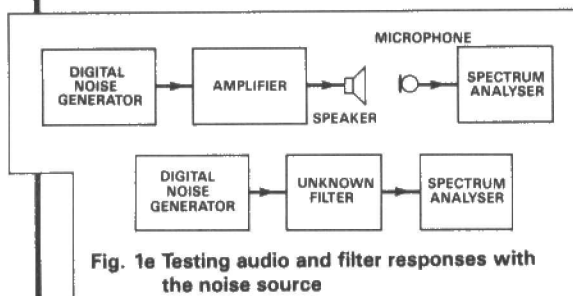 MICROPHONE
DIGITAL
NOISE
GENERATOR
AMPLIFIER
SPEAKER
SPECTRUM
ANALYSER
DIGITAL
NOISE
GENERATOR
UNKNOWN
FILTER
SPECTRUM
ANALYSER
Fig. 1e Testing audio and filter responses with
the noise source